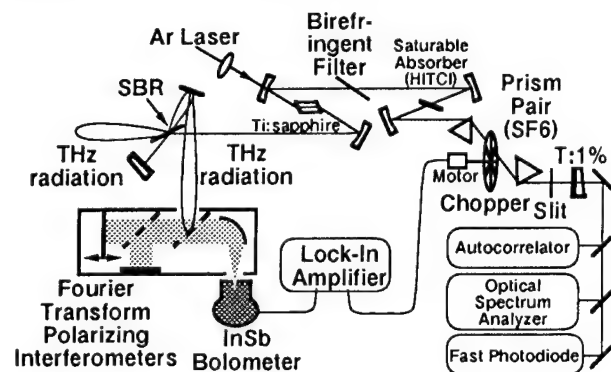 Ar Laser
Birefr-
ingent
Filter
Saturable
Absorber
(HITCI)
Prism
Pair
(SF6)
SBR
Ti:sapphire
THz
radiation
THz
radiation
Motor
T:1%
Chopper
Slit
Lock-In
Amplifier
Autocorrelator
Optical
Spectrum
Analyzer
Fast Photodiode
Fourier
Transform
Polarizing
Interferometers
InSb
Bolometer